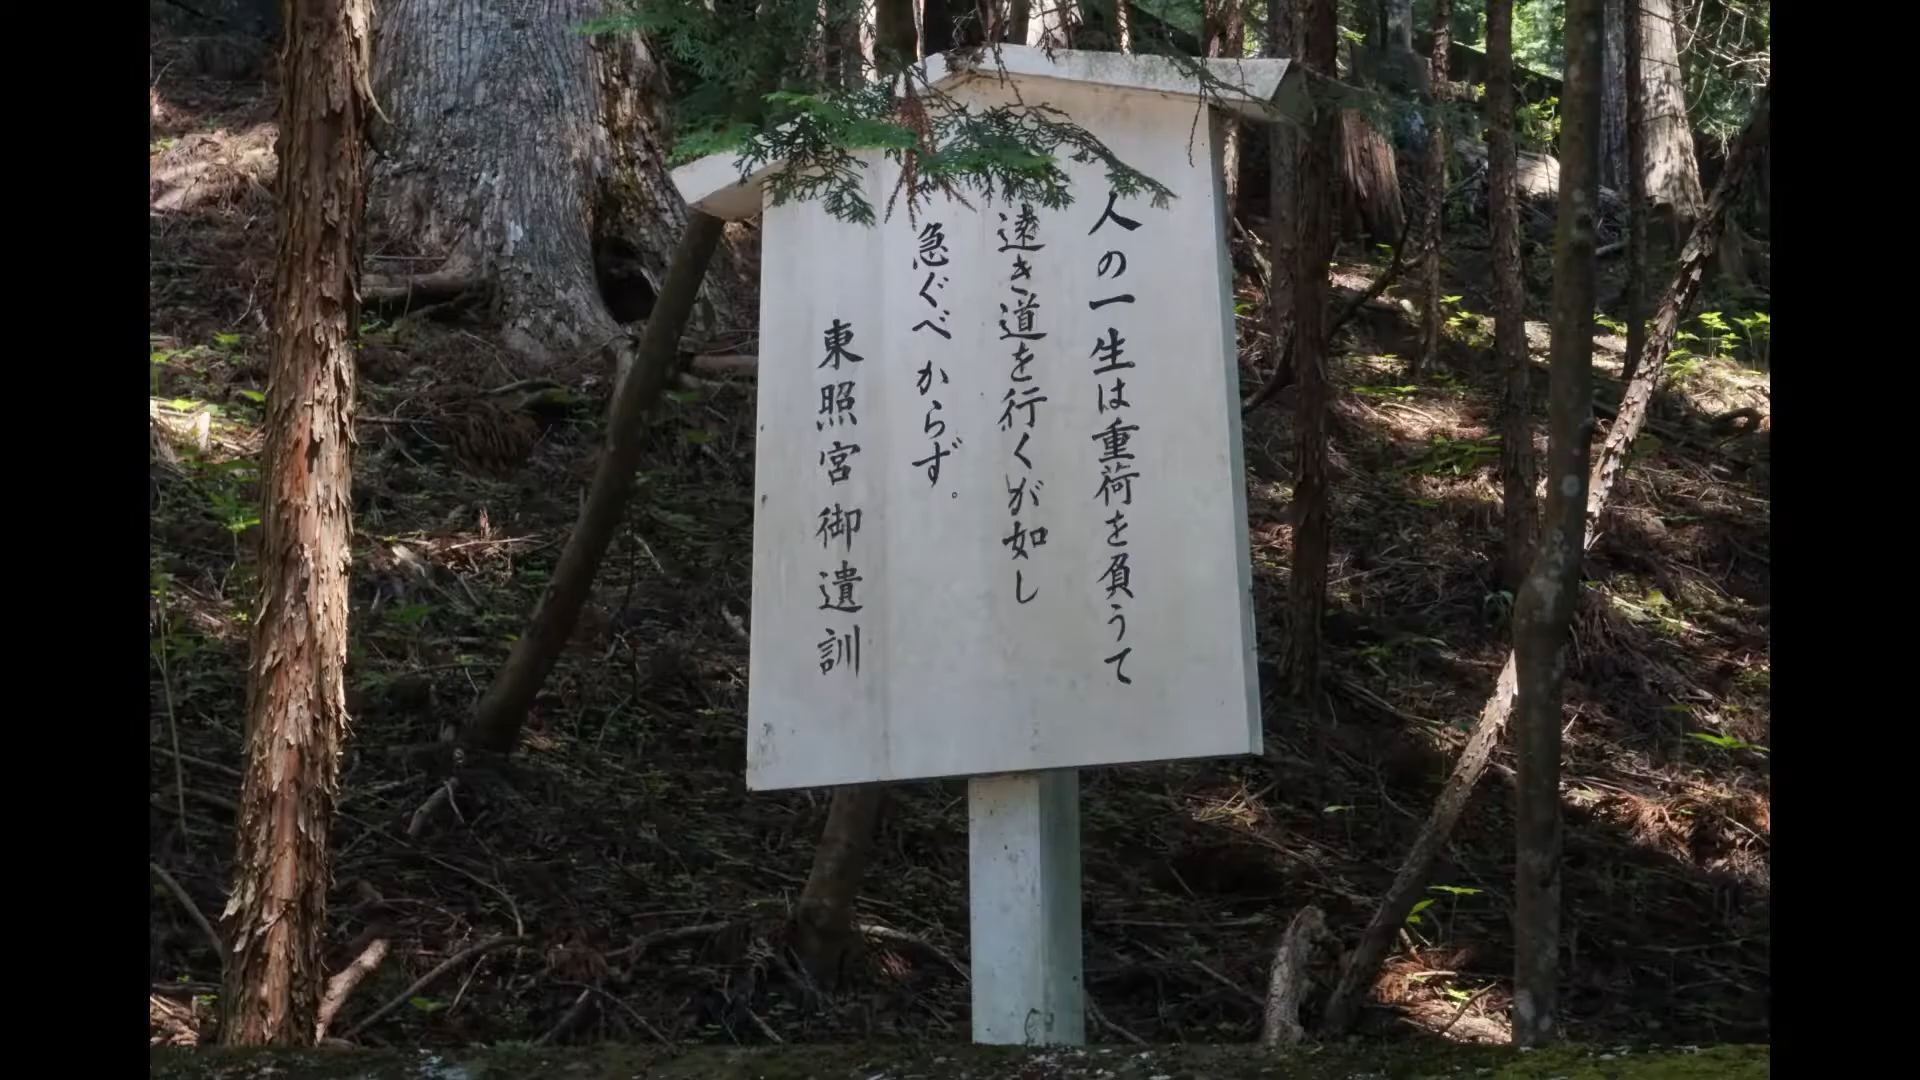 人の一生は重荷を負うて
遠き道を行くが如し
急ぐべからず。
東照宮御遺訓